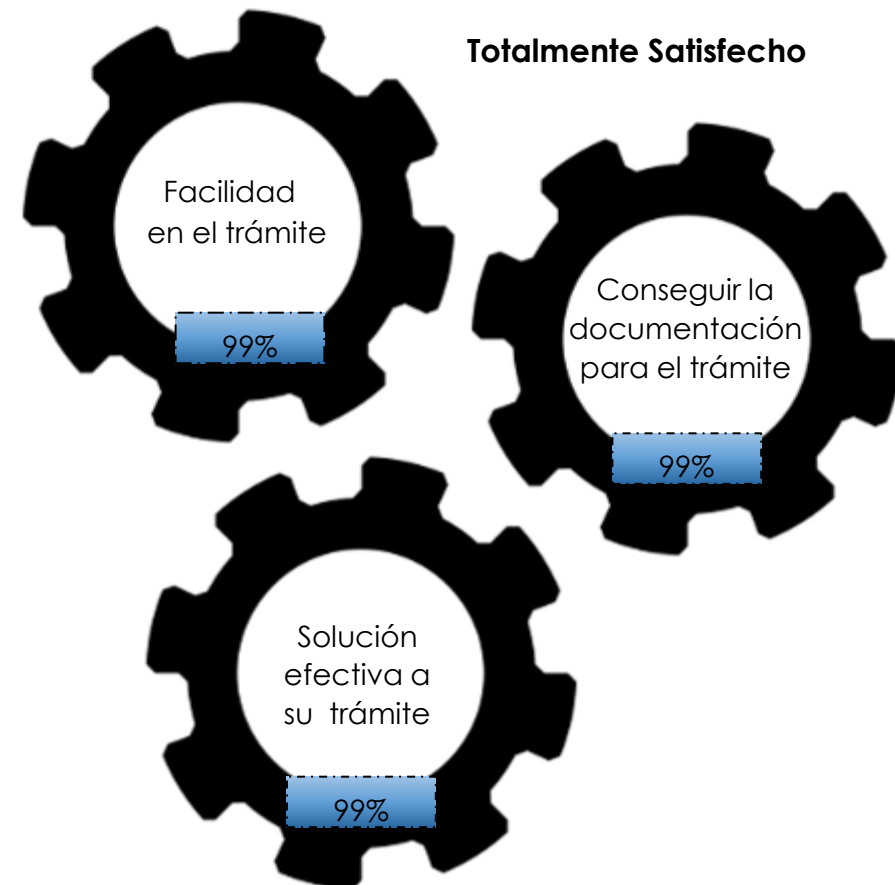 Totalmente Satisfecho
Facilidad
en el trámite
99%
Conseguir la
documentación
para el trámite
99%
Solución
efectiva a
su trámite
99%